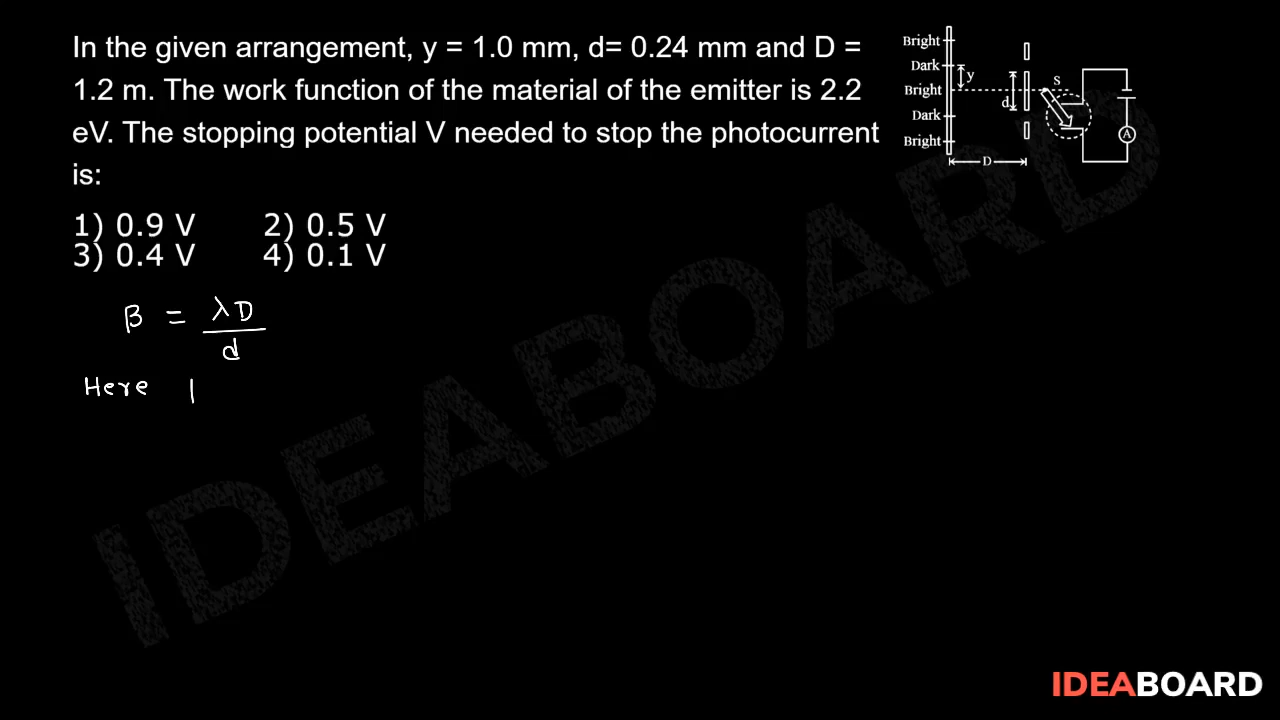 In the given arrangement, y = 1.0 mm, d= 0.24 mm and D =
1.2 m. The work function of the material of the emitter is 2.2
eV. The stopping potential V needed to stop the photocurrent
is:
1) 0.9 V 2) 0.5 V
3) 0.4 V 4) 0.1 V
Bright
Dark
y
S
Bright
d
Dark
A
Bright
D
β = λD
d
Here |
IDEABOARD
IDEABOARD